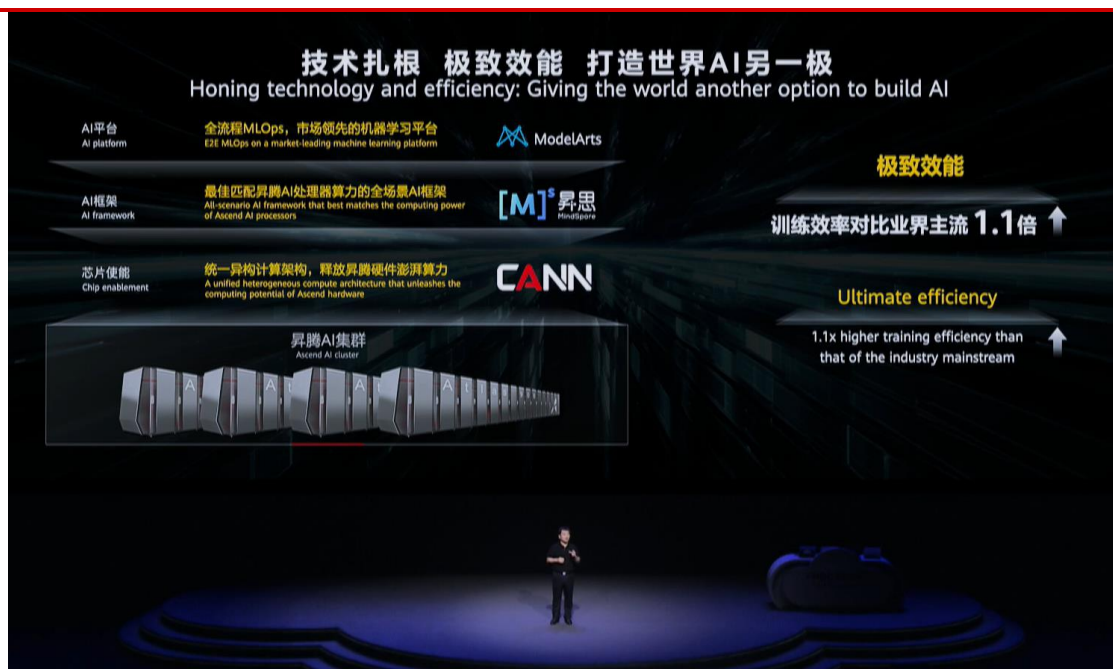 技术扎根 极致效能 打造世界AI另一极
Honing technology and efficiency: Giving the world another option to build AI
AI平台
AI platform
全流程MLOps，市场领先的机器学习平台
E2E MLOps on a market-leading machine learning platform
ModelArts
AI框架
AI framework
最佳匹配昇腾AI处理器算力的全场景AI框架
All-scenario AI framework that best matches the computing power
of Ascend AI processors
[M]s 昇思
MindSpore
芯片使能
Chip enablement
统一异构计算架构，释放昇腾硬件澎湃算力
A unified heterogeneous compute architecture that unleashes the
computing potential of Ascend hardware
CANN
昇腾AI集群
Ascend AI cluster
A
A t
A t
A t
极致效能
训练效率对比业界主流 1.1倍
Ultimate efficiency
1.1x higher training efficiency than
that of the industry mainstream